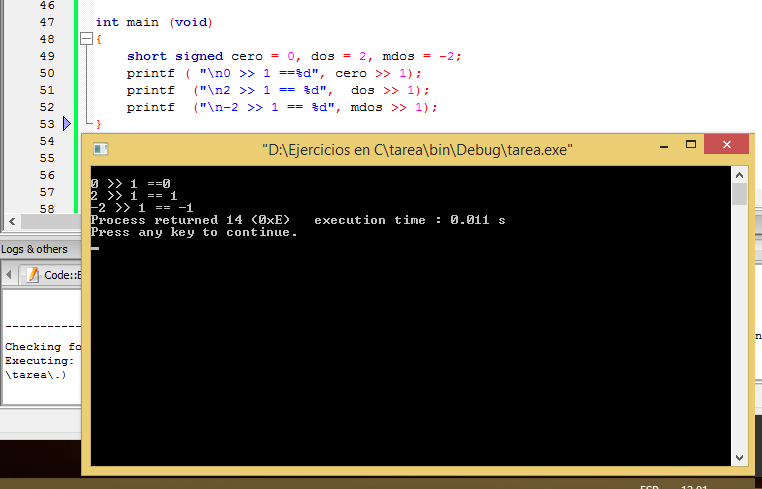 46
47 int main (void)
48 {
49 short signed cero = 0, dos = 2, mdos = -2;
50 printf ( "\n0 >> 1 ==%d", cero >> 1);
51 printf ("\n2 >> 1 == %d", dos >> 1);
52 printf ("\n-2 >> 1 == %d", mdos >> 1);
53 }
54
55
56
57
58
"D:\Ejercicios en C\tarea\bin\Debug\tarea.exe"
0 >> 1 ==0
2 >> 1 == 1
-2 >> 1 == -1
Process returned 14 (0xE) execution time : 0.011 s
Press any key to continue.
Logs & others
Code::
-----------
Checking fo
Executing:
\tarea\.)